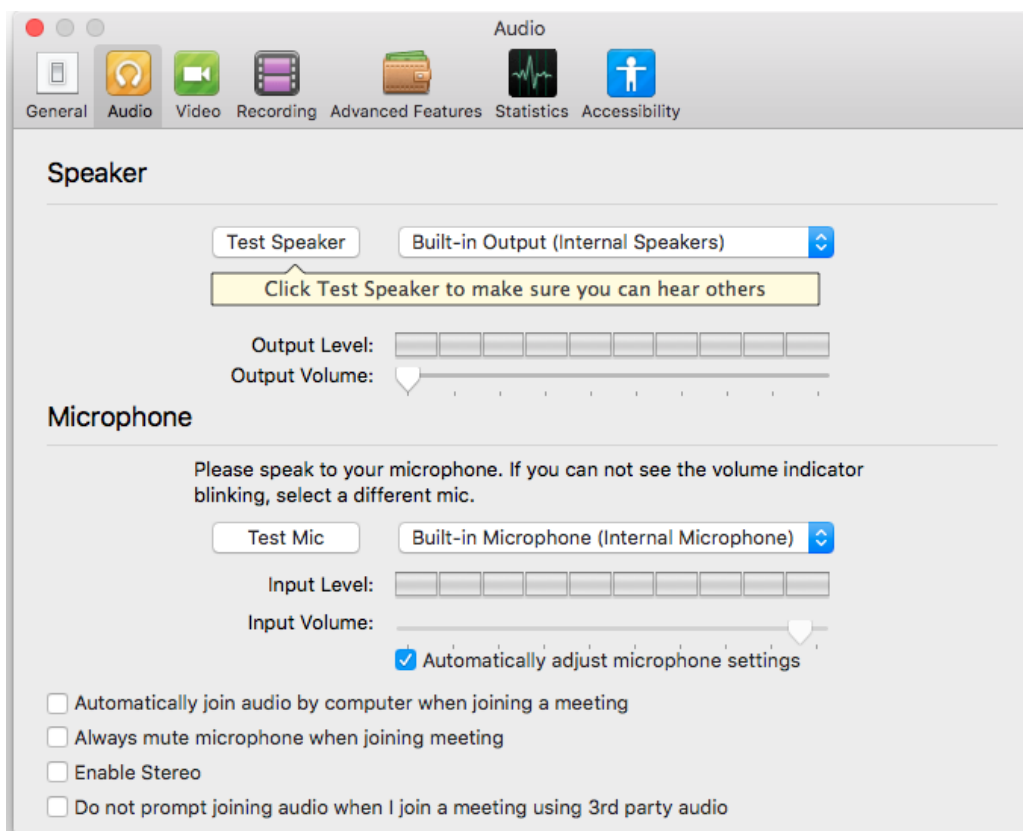 Audio
General Audio Video Recording Advanced Features Statistics Accessibility
Speaker
Test Speaker Built-in Output (Internal Speakers)
Click Test Speaker to make sure you can hear others
Output Level:
Output Volume:
Microphone
Please speak to your microphone. If you can not see the volume indicator
blinking, select a different mic.
Test Mic Built-in Microphone (Internal Microphone)
Input Level:
Input Volume:
Automatically adjust microphone settings
Automatically join audio by computer when joining a meeting
Always mute microphone when joining meeting
Enable Stereo
Do not prompt joining audio when I join a meeting using 3rd party audio